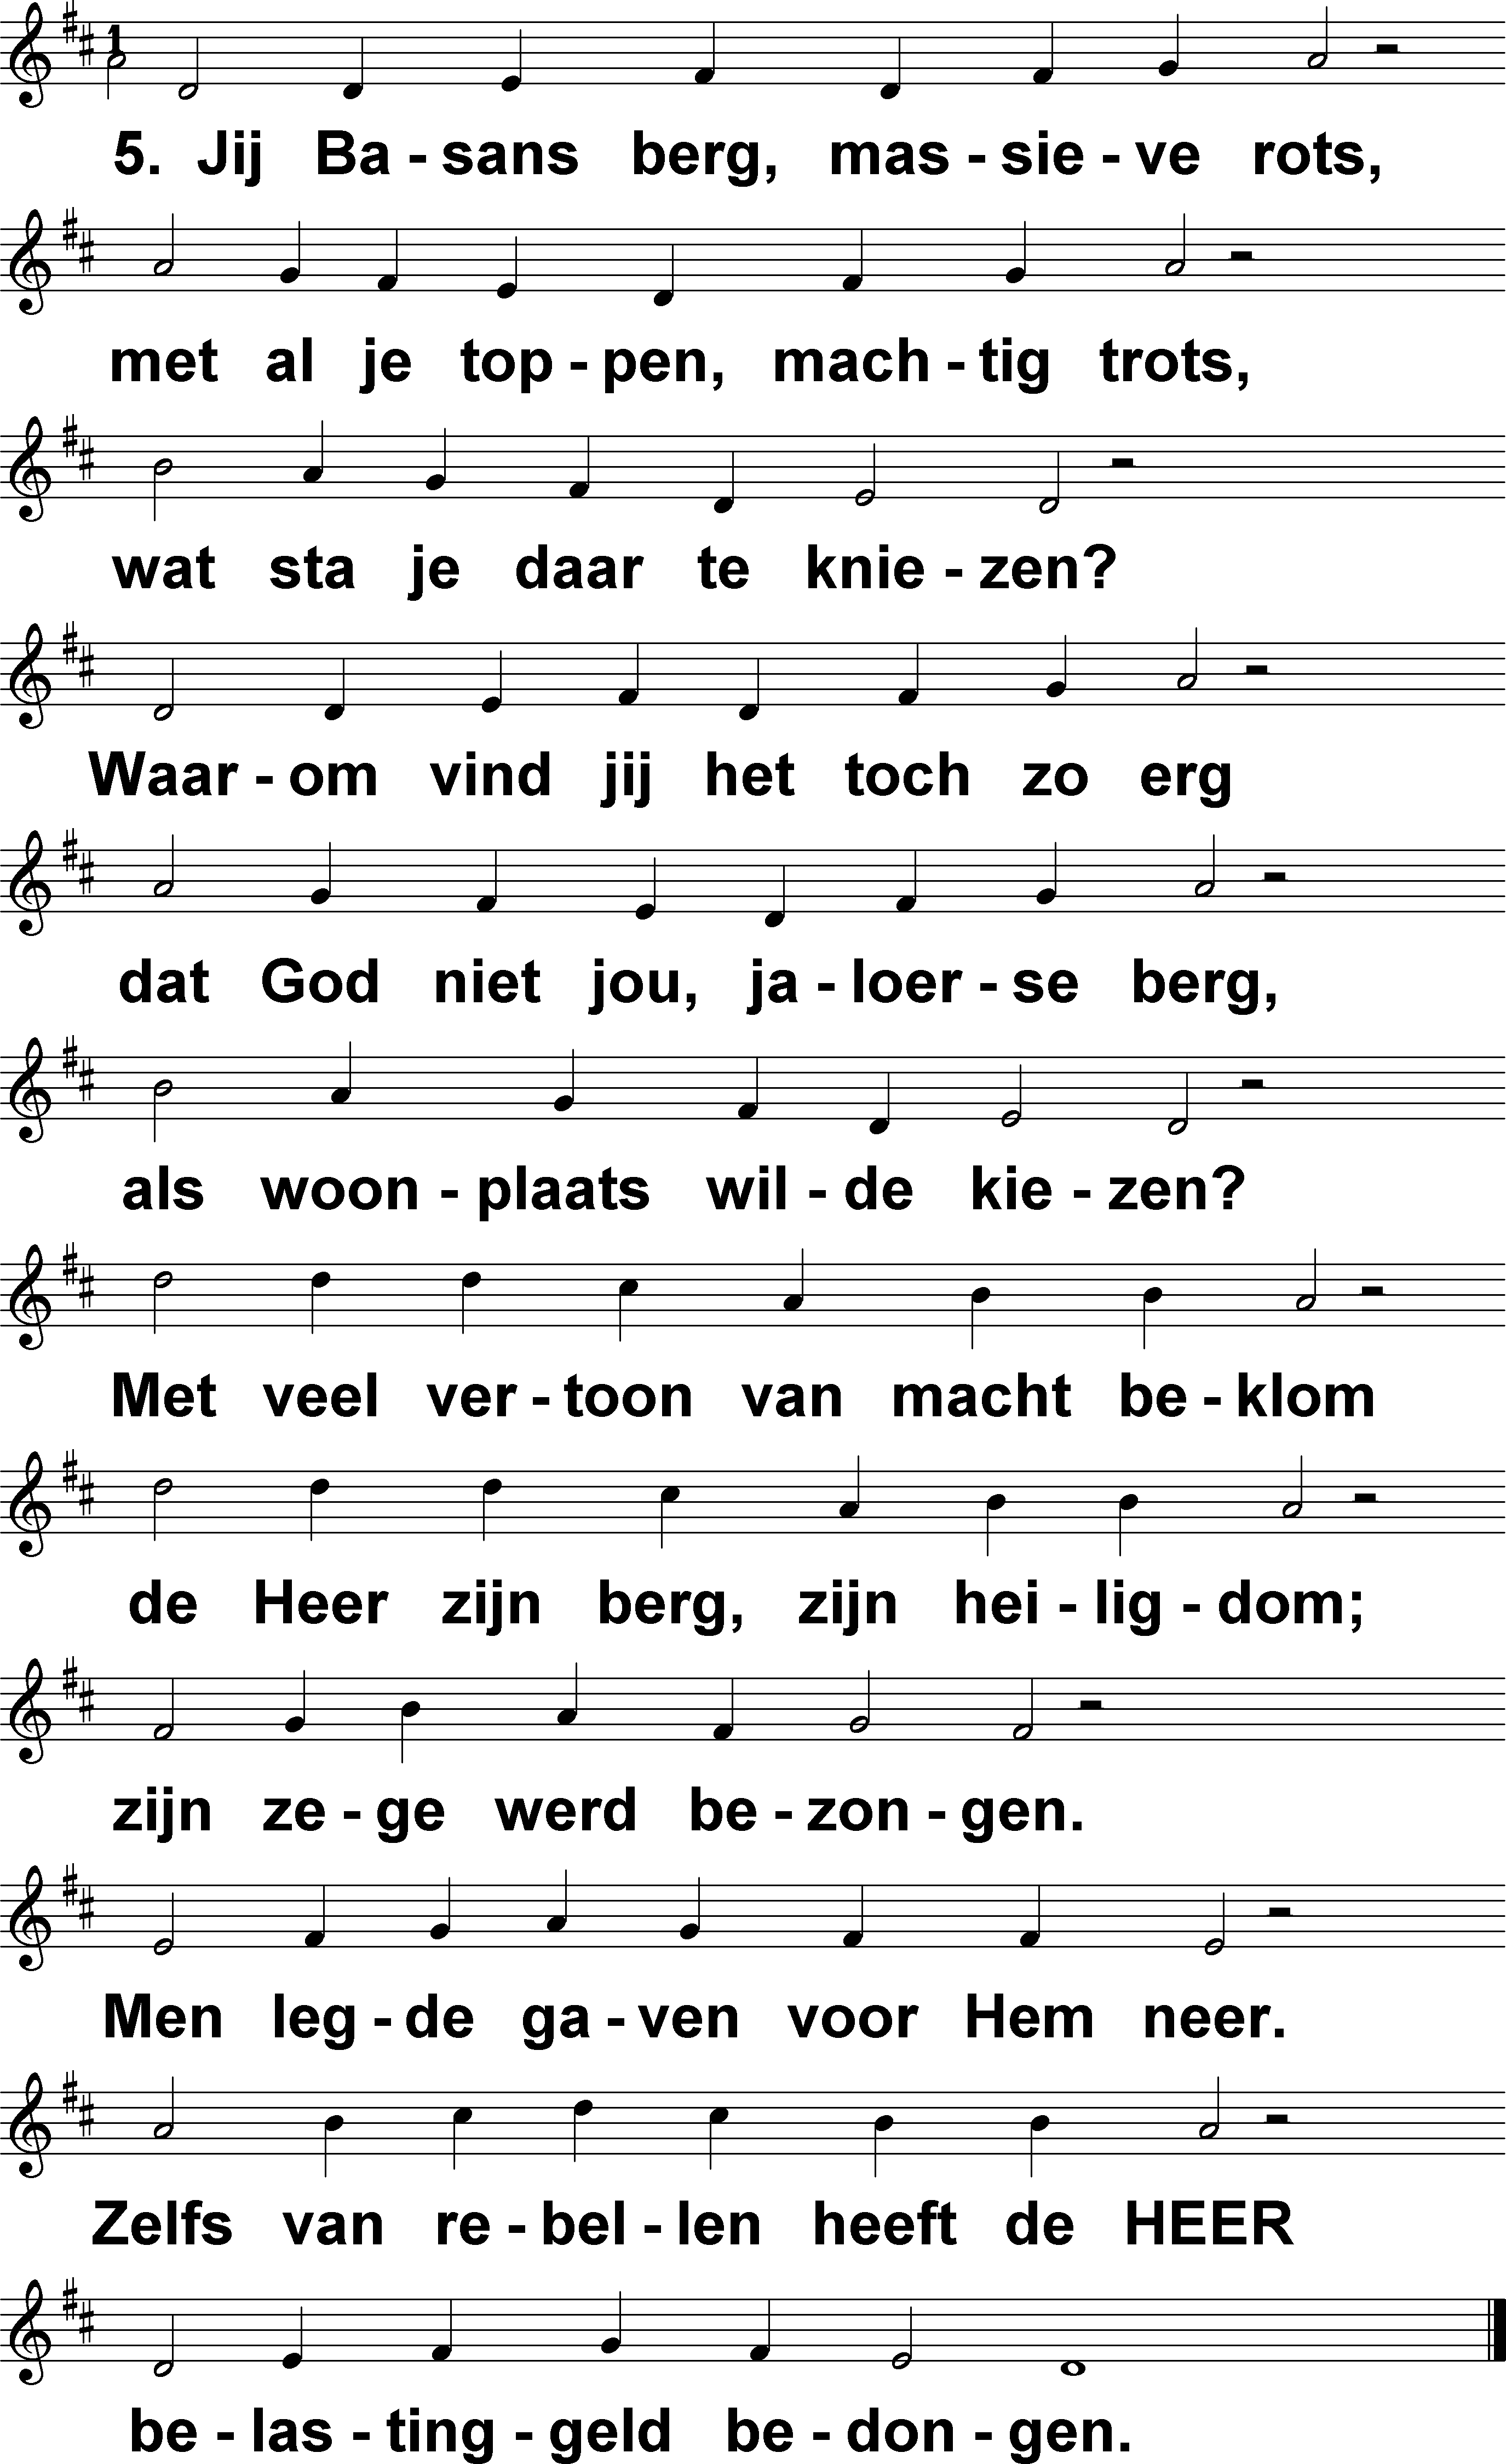 1
5. Jij Ba - sans berg, mas - sie - ve rots,
met al je top - pen, mach - tig trots,
wat sta je daar te knie - zen?
Waar - om vind jij het toch zo erg
dat God niet jou, ja - loer - se berg,
als woon - plaats wil - de kie - zen?
Met veel ver - toon van macht be - klom
de Heer zijn berg, zijn hei - lig - dom;
zijn ze - ge werd be - zon - gen.
Men leg - de ga - ven voor Hem neer.
Zelfs van re - bel - len heeft de HEER
be - las - ting - geld be - don - gen.